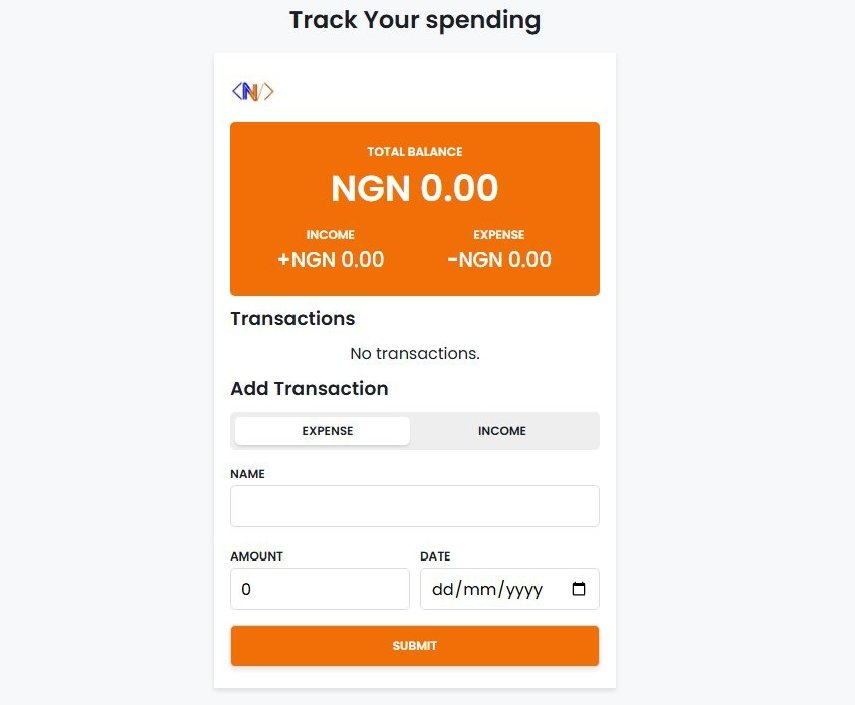 Track Your spending
<N/>
TOTAL BALANCE
NGN 0.00
INCOME EXPENSE
+NGN 0.00 -NGN 0.00
Transactions
No transactions.
Add Transaction
EXPENSE INCOME
NAME
AMOUNT DATE
0 dd/mm/yyyy
SUBMIT